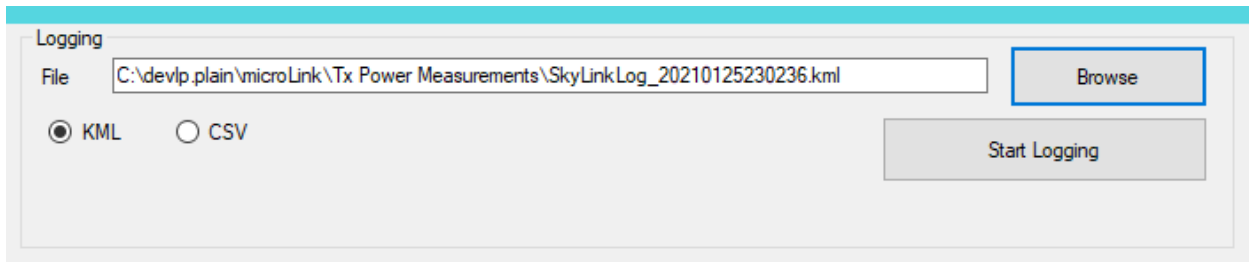 Logging
File C:\devlp.plain\microLink\Tx Power Measurements\SkyLinkLog_20210125230236.kml Browse
KML CSV Start Logging